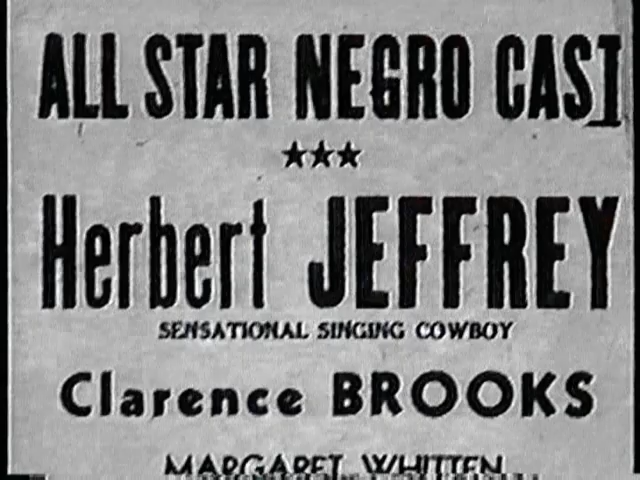 ALL STAR NEGRO CAST
★★★
Herbert JEFFREY
SENSATIONAL SINGING COWBOY
Clarence BROOKS
MARGARET WHITTEN